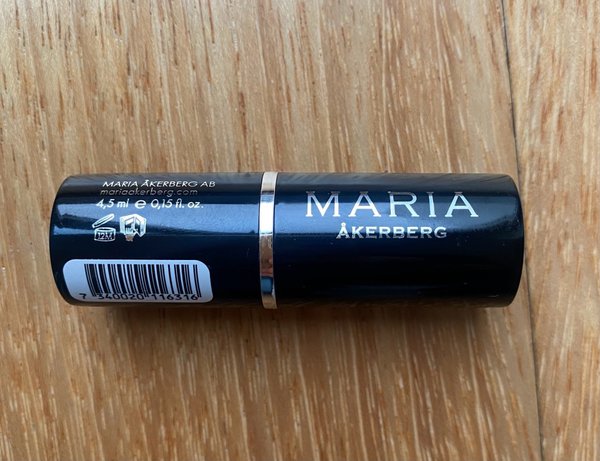 MARIA ÅKERBERG AB
mariaakerberg.com
4,5 ml e 0,15 fl. oz.
7 340020 116316
MARIA
ÅKERBERG